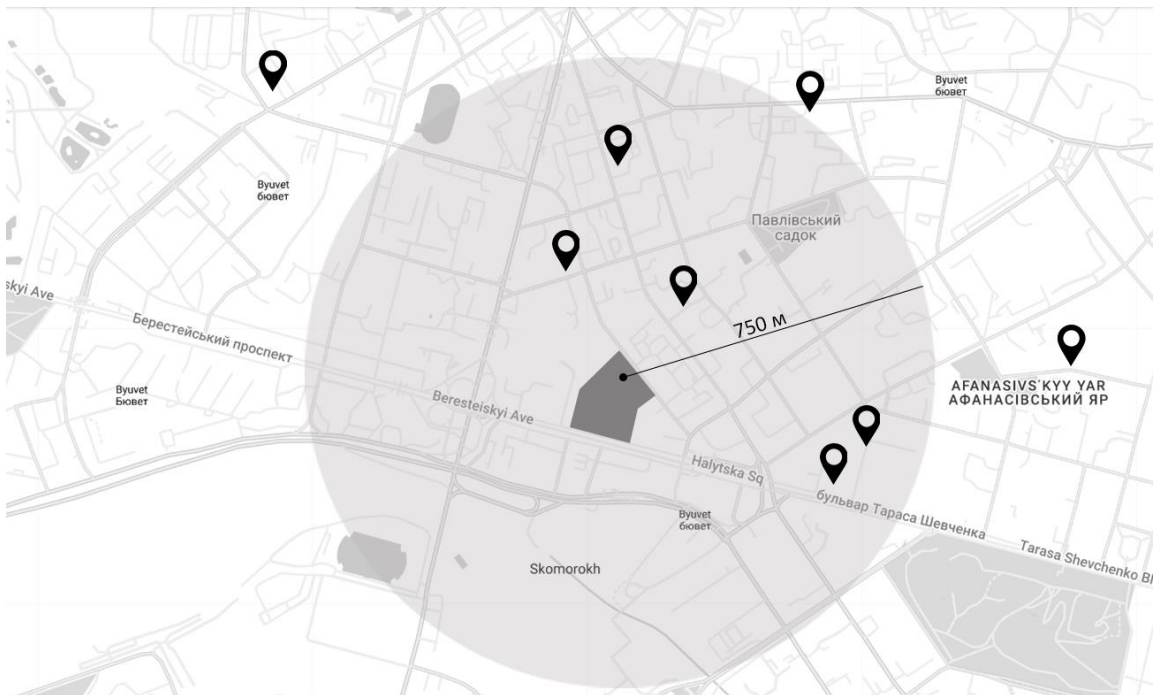 Byuvet
бювет
Byuvet
бювет
Павлівський
садок
skyi Ave
Берестейський проспект
750 м
Byuvet
Бювет
Beresteiskyi Ave
AFANASIVS'KYY YAR
АФАНАСІВСЬКИЙ ЯР
Halytska Sq
бульвар Тараса Шевченка
Byuvet
бювет
Skomorokh
Tarasa Shevchenko Bl